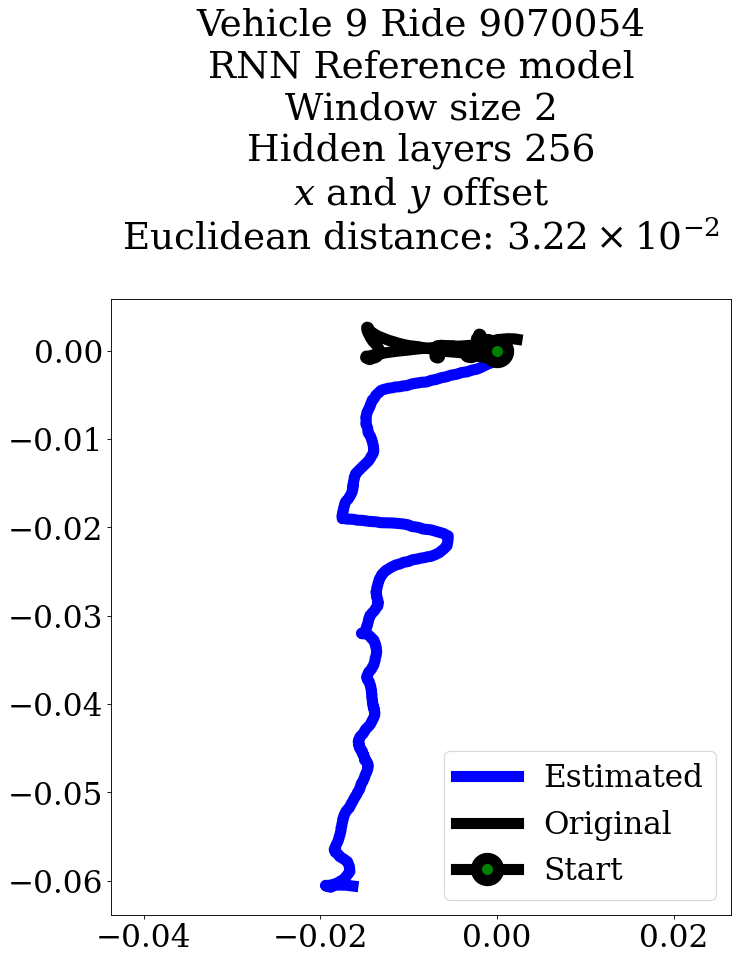 Vehicle 9 Ride 9070054
RNN Reference model
Window size 2
Hidden layers 256
x and y offset
Euclidean distance: 3.22 × 10⁻²
0.00
−0.01
−0.02
−0.03
−0.04
−0.05
−0.06
Estimated
Original
Start
−0.04 −0.02 0.00 0.02